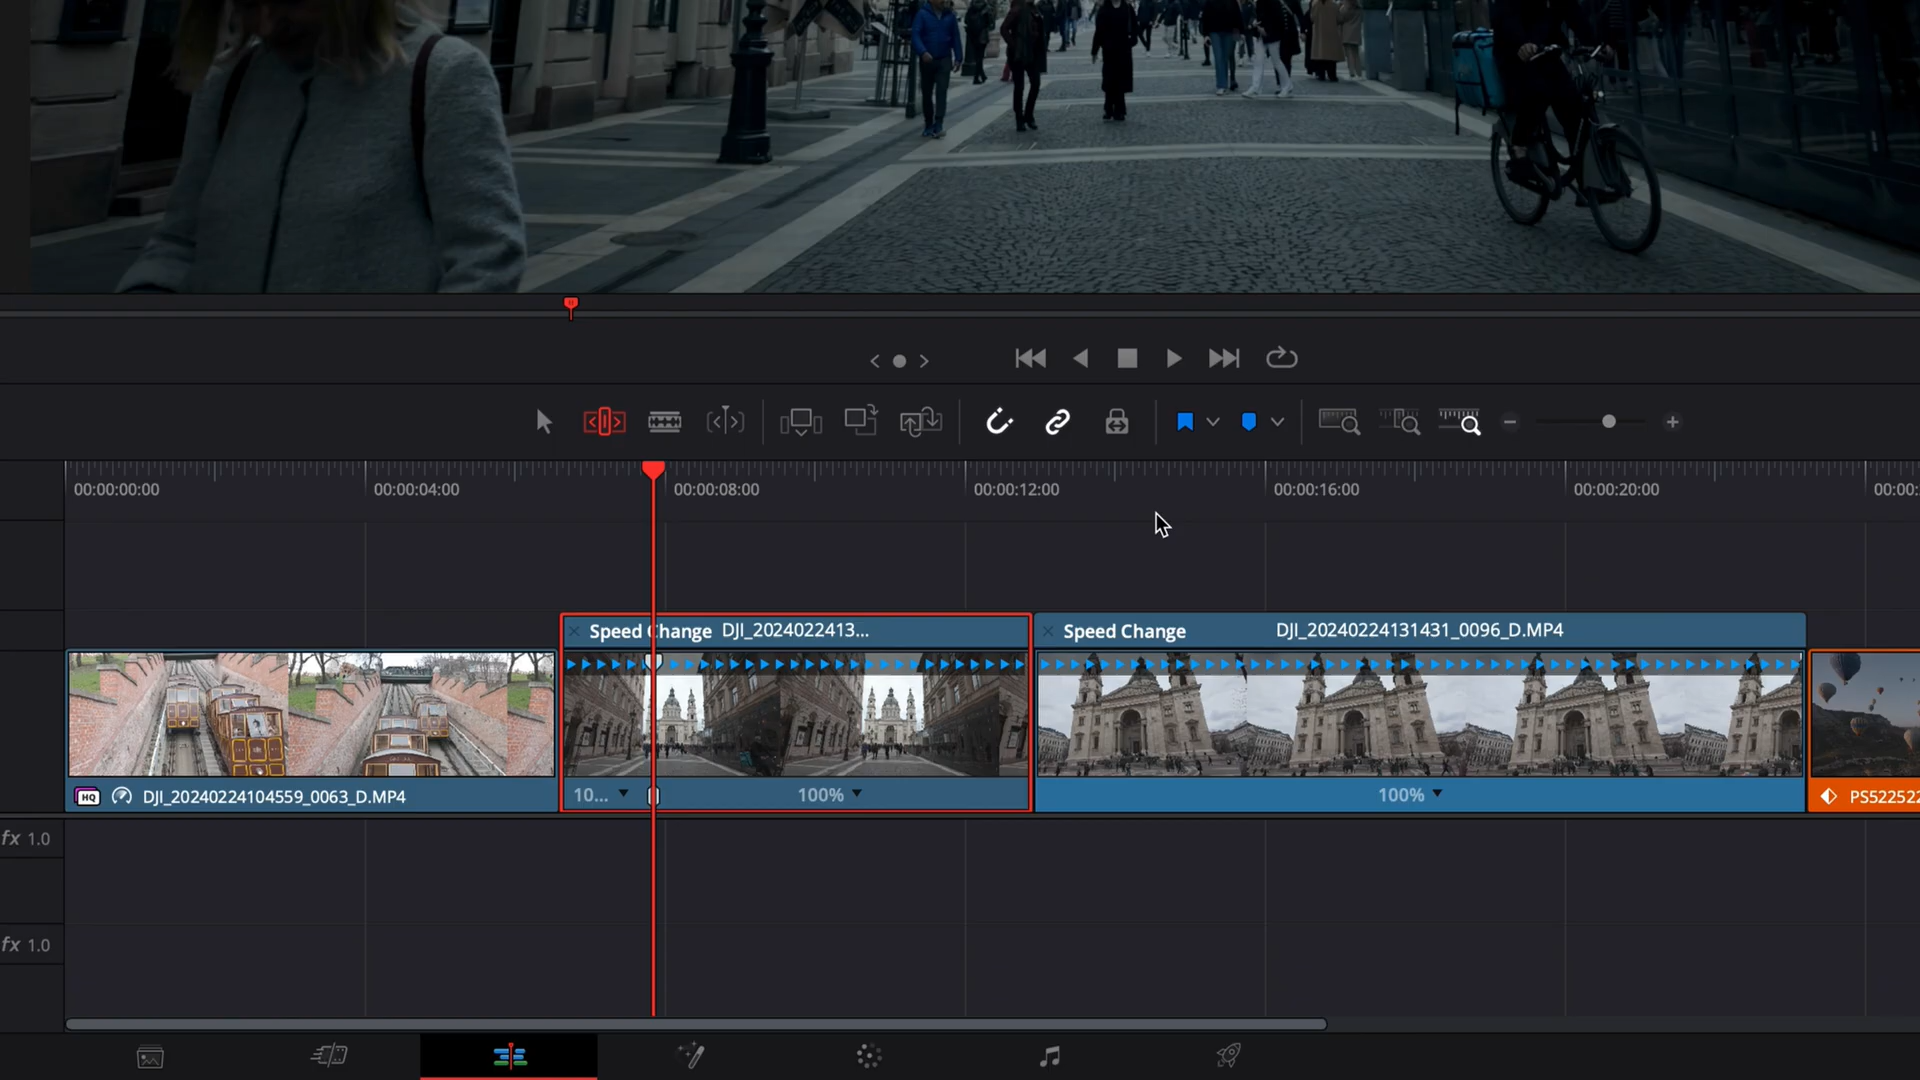 00:00:00:00
00:00:04:00
00:00:08:00
00:00:12:00
00:00:16:00
00:00:20:00
00:00:
Speed Change DJI_2024022413...
Speed Change DJI_20240224131431_0096_D.MP4
10...
100%
100%
HQ DJI_20240224104559_0063_D.MP4
PS522522
fx 1.0
fx 1.0